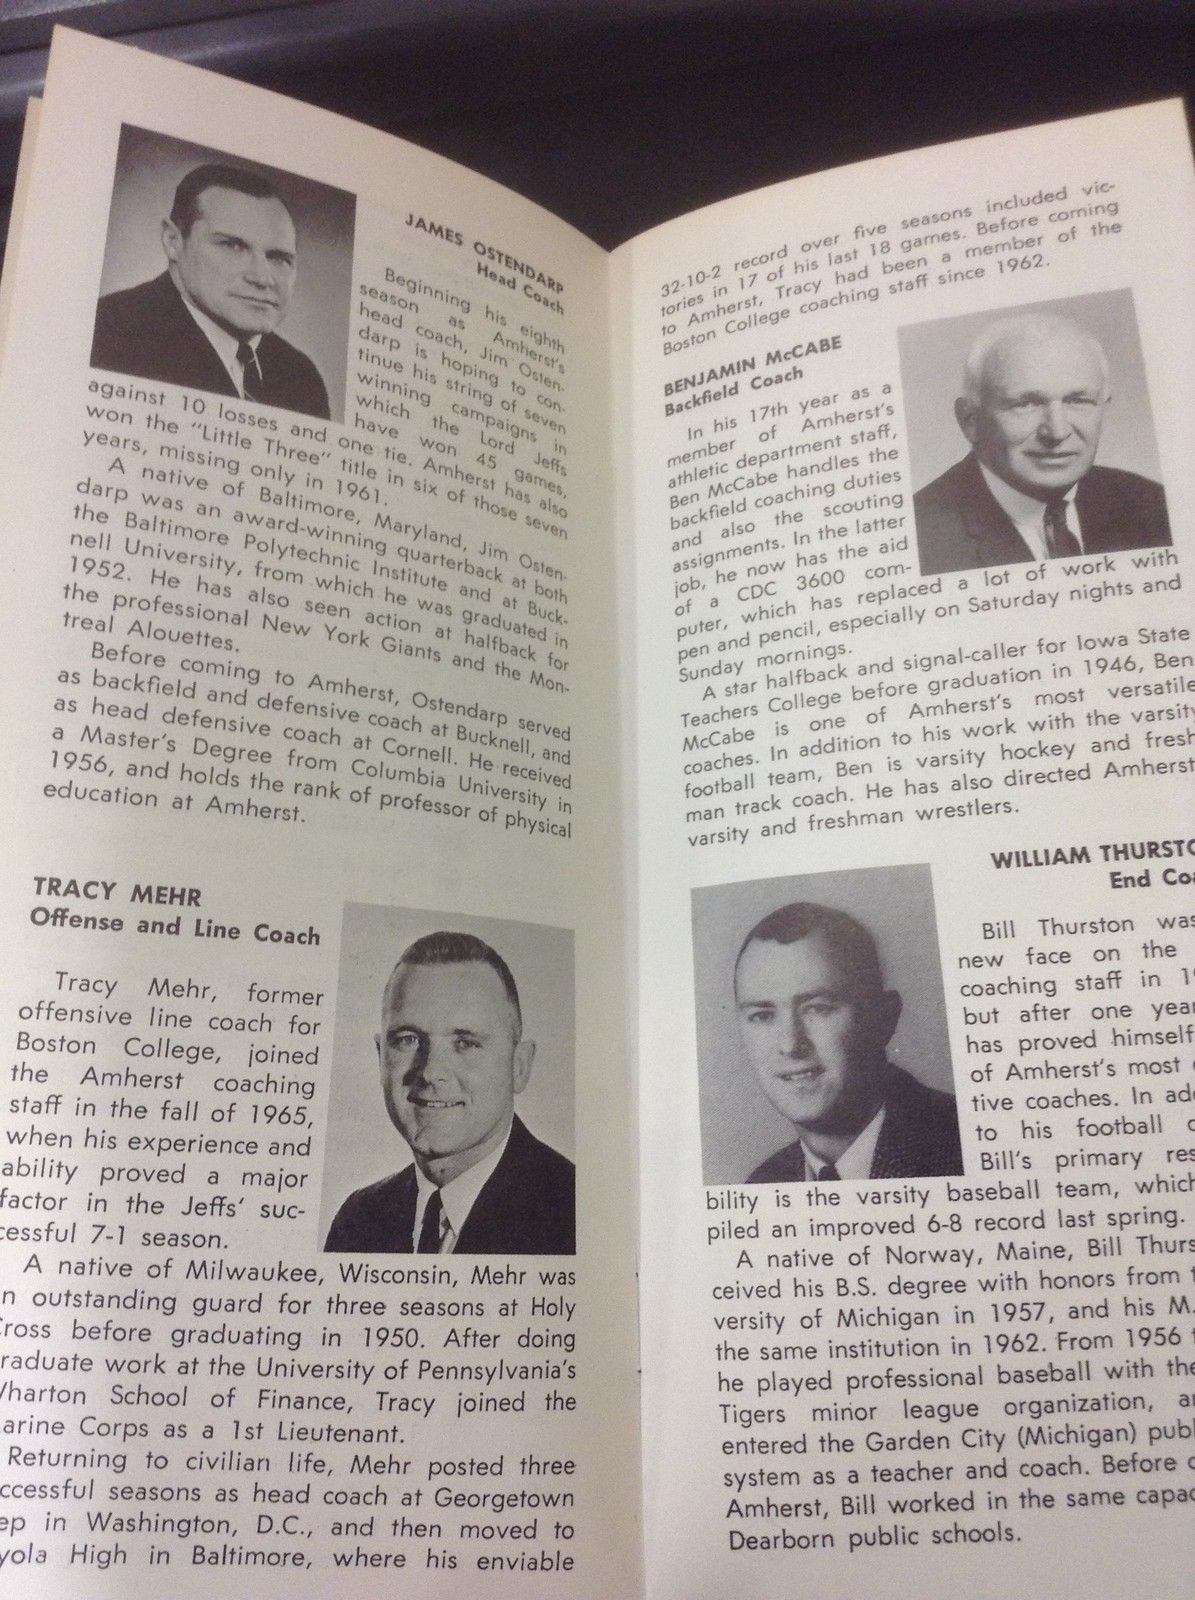 JAMES OSTENDARP
Head Coach
Beginning his eighth
season as Amherst's
head coach, Jim Osten-
darp is hoping to con-
tinue his string of seven
winning campaigns in
which the Lord Jeffs
have won 45 games,
against 10 losses and one tie. Amherst has also
won the "Little Three" title in six of those seven
years, missing only in 1961.
A native of Baltimore, Maryland, Jim Osten-
darp was an award-winning quarterback at both
the Baltimore Polytechnic Institute and at Buck-
nell University, from which he was graduated in
1952. He has also seen action at halfback for
the professional New York Giants and the Mon-
treal Alouettes.
Before coming to Amherst, Ostendarp served
as backfield and defensive coach at Bucknell, and
as head defensive coach at Cornell. He received
a Master's Degree from Columbia University in
1956, and holds the rank of professor of physical
education at Amherst.
TRACY MEHR
Offense and Line Coach
Tracy Mehr, former
offensive line coach for
Boston College, joined
the Amherst coaching
staff in the fall of 1965,
when his experience and
ability proved a major
factor in the Jeffs' suc-
cessful 7-1 season.
A native of Milwaukee, Wisconsin, Mehr was
n outstanding guard for three seasons at Holy
Cross before graduating in 1950. After doing
raduate work at the University of Pennsylvania's
Wharton School of Finance, Tracy joined the
arine Corps as a 1st Lieutenant.
Returning to civilian life, Mehr posted three
ccessful seasons as head coach at Georgetown
ep in Washington, D.C., and then moved to
yola High in Baltimore, where his enviable
32-10-2 record over five seasons included vic-
tories in 17 of his last 18 games. Before coming
to Amherst, Tracy had been a member of the
Boston College coaching staff since 1962.
BENJAMIN McCABE
Backfield Coach
In his 17th year as a
member of Amherst's
athletic department staff,
Ben McCabe handles the
backfield coaching duties
and also the scouting
assignments. In the latter
job, he now has the aid
of a CDC 3600 com-
puter, which has replaced a lot of work with
pen and pencil, especially on Saturday nights and
Sunday mornings.
A star halfback and signal-caller for Iowa State
Teachers College before graduation in 1946, Ben
McCabe is one of Amherst's most versatile
coaches. In addition to his work with the varsity
football team, Ben is varsity hockey and fresh
man track coach. He has also directed Amherst
varsity and freshman wrestlers.
WILLIAM THURSTO
End Coa
Bill Thurston was
new face on the
coaching staff in 19
but after one year
has proved himself
of Amherst's most
tive coaches. In add
to his football
Bill's primary res
bility is the varsity baseball team, which
piled an improved 6-8 record last spring.
A native of Norway, Maine, Bill Thurs
ceived his B.S. degree with honors from
versity of Michigan in 1957, and his M.
the same institution in 1962. From 1956
he played professional baseball with the
Tigers minor league organization, a
entered the Garden City (Michigan) publ
system as a teacher and coach. Before
Amherst, Bill worked in the same capac
Dearborn public schools.